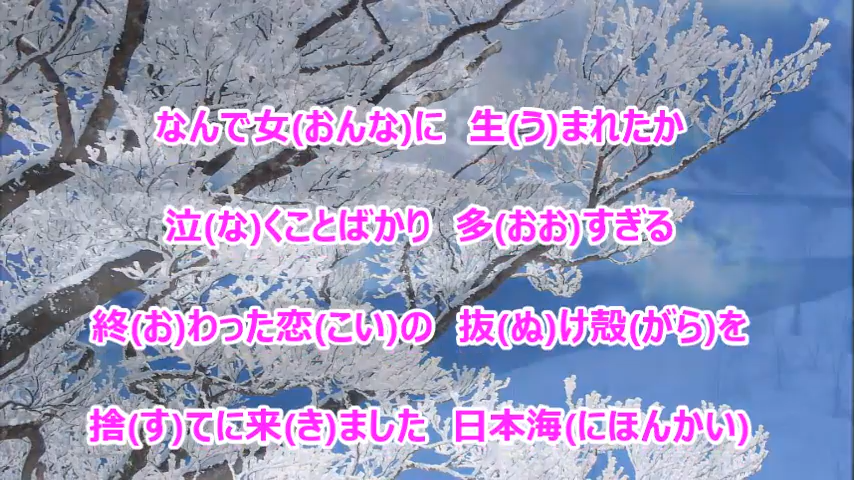 なんで女(おんな)に　生(う)まれたか
泣(な)くことばかり　多(おお)すぎる
終(お)わった恋(こい)の　抜(ぬ)け殻(がら)を
捨(す)てに来(き)ました　日本海(にほんかい)